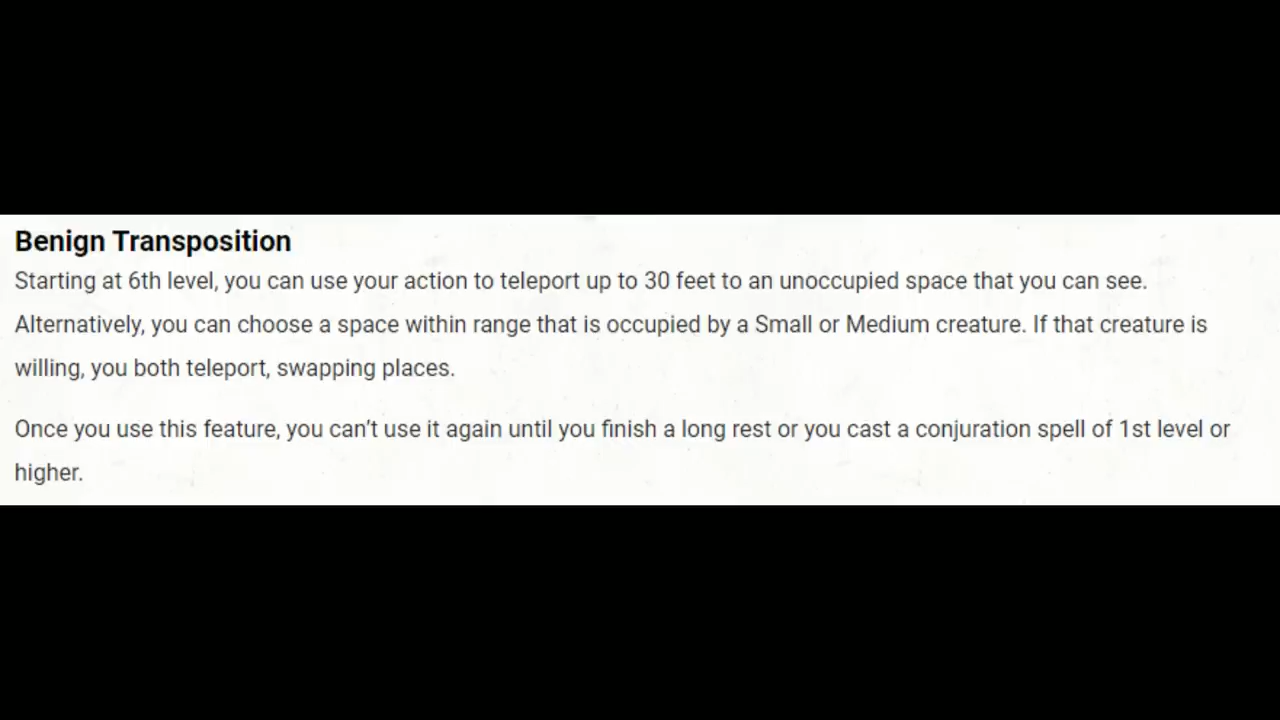 Benign Transposition
Starting at 6th level, you can use your action to teleport up to 30 feet to an unoccupied space that you can see.
Alternatively, you can choose a space within range that is occupied by a Small or Medium creature. If that creature is
willing, you both teleport, swapping places.
Once you use this feature, you can’t use it again until you finish a long rest or you cast a conjuration spell of 1st level or
higher.